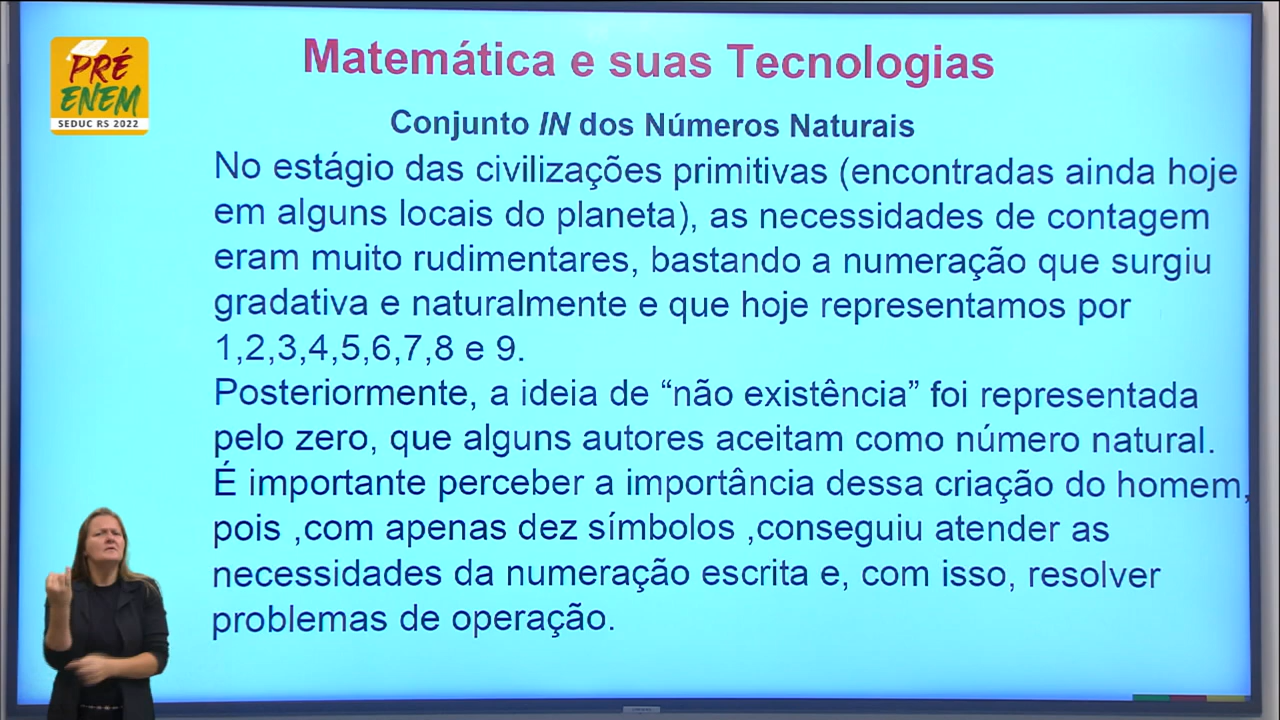 PRÉ
ENEM
SEDUC RS 2022
Matemática e suas Tecnologias
Conjunto IN dos Números Naturais
No estágio das civilizações primitivas (encontradas ainda hoje
em alguns locais do planeta), as necessidades de contagem
eram muito rudimentares, bastando a numeração que surgiu
gradativa e naturalmente e que hoje representamos por
1,2,3,4,5,6,7,8 e 9.
Posteriormente, a ideia de “não existência” foi representada
pelo zero, que alguns autores aceitam como número natural.
É importante perceber a importância dessa criação do homem,
pois ,com apenas dez símbolos ,conseguiu atender as
necessidades da numeração escrita e, com isso, resolver
problemas de operação.